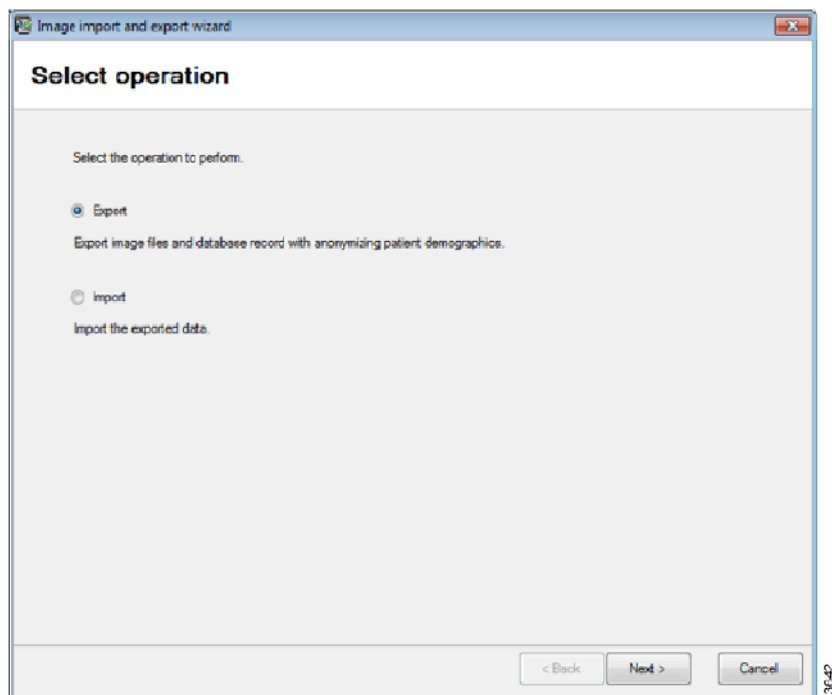 Image import and export wizard
Select operation
Select the operation to perform.
Export
Export image files and database record with anonymizing patient demographics.
Import
Import the exported data.
< Back
Next >
Cancel